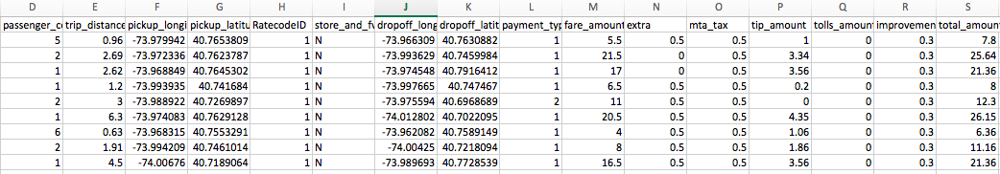 D E F G H I J K L M N O P Q R S
passenger_c trip_distance pickup_longi pickup_latitu RatecodeID store_and_fv dropoff_long dropoff_latit payment_typ fare_amount extra mta_tax tip_amount tolls_amoun improvemen total_amoun
5 0.96 -73.979942 40.7653809 1 N -73.966309 40.7630882 1 5.5 0.5 0.5 1 0 0.3 7.8
2 2.69 -73.972336 40.7623787 1 N -73.993629 40.7459984 1 21.5 0 0.5 3.34 0 0.3 25.64
1 2.62 -73.968849 40.7645302 1 N -73.974548 40.7916412 1 17 0 0.5 3.56 0 0.3 21.36
1 1.2 -73.993935 40.741684 1 N -73.997665 40.747467 1 6.5 0.5 0.5 0.2 0 0.3 8
2 3 -73.988922 40.7269897 1 N -73.975594 40.6968689 2 11 0.5 0.5 0 0 0.3 12.3
1 6.3 -73.974083 40.7629128 1 N -74.012802 40.7022095 1 20.5 0.5 0.5 4.35 0 0.3 26.15
6 0.63 -73.968315 40.7553291 1 N -73.962082 40.7589149 1 4 0.5 0.5 1.06 0 0.3 6.36
2 1.91 -73.994209 40.7461014 1 N -74.00425 40.7218094 1 8 0.5 0.5 1.86 0 0.3 11.16
1 4.5 -74.00676 40.7189064 1 N -73.989693 40.7728539 1 16.5 0.5 0.5 3.56 0 0.3 21.36